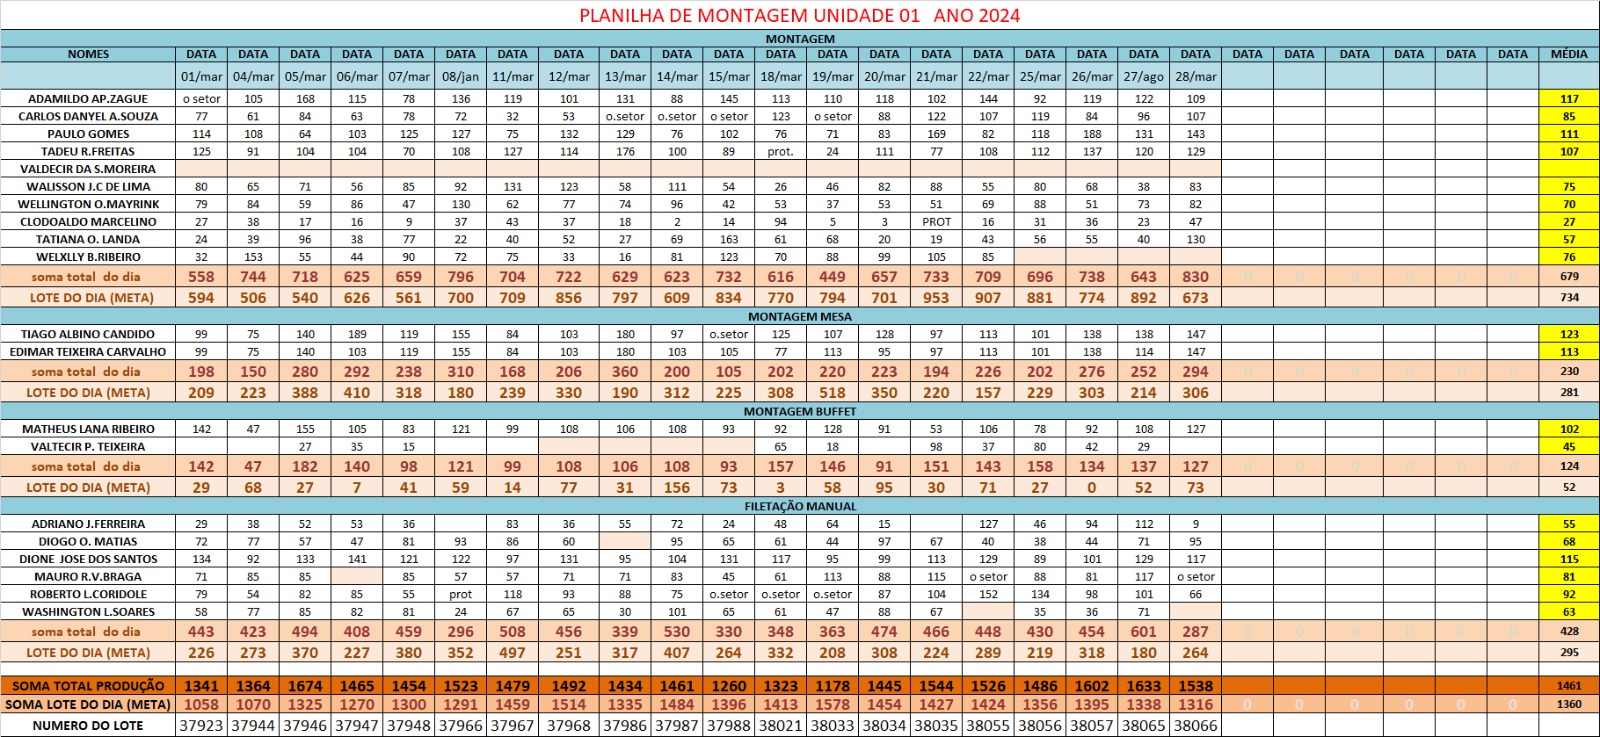 PLANILHA DE MONTAGEM UNIDADE 01 ANO 2024
MONTAGEM
NOMES DATA DATA DATA DATA DATA DATA DATA DATA DATA DATA DATA DATA DATA DATA DATA DATA DATA DATA DATA DATA DATA DATA DATA DATA DATA DATA MÉDIA
01/mar 04/mar 05/mar 06/mar 07/mar 08/jan 11/mar 12/mar 13/mar 14/mar 15/mar 18/mar 19/mar 20/mar 21/mar 22/mar 25/mar 26/mar 27/ago 28/mar
ADAMILDO AP.ZAGUE o setor 105 168 115 78 136 119 101 131 88 145 113 110 118 102 144 92 119 122 109 117
CARLOS DANYEL A.SOUZA 77 61 84 63 78 72 32 53 o.setor o.setor o setor 123 o setor 88 122 107 119 84 96 107 85
PAULO GOMES 114 108 64 103 125 127 75 132 129 76 102 76 71 83 169 82 118 188 131 143 111
TADEU R.FREITAS 125 91 104 104 70 108 127 114 176 100 89 prot. 24 111 77 108 112 137 120 129 107
VALDECIR DA S.MOREIRA
WALISSON J.C DE LIMA 80 65 71 56 85 92 131 123 58 111 54 26 46 82 88 55 80 68 38 83 75
WELLINGTON O.MAYRINK 79 84 59 86 47 130 62 77 74 96 42 53 37 53 51 69 88 51 73 82 70
CLODOALDO MARCELINO 27 38 17 16 9 37 43 37 18 2 14 94 5 3 PROT 16 31 36 23 47 27
TATIANA O. LANDA 24 39 96 38 77 22 40 52 27 69 163 61 68 20 19 43 56 55 40 130 57
WELXLLY B.RIBEIRO 32 153 55 44 90 72 75 33 16 81 123 70 88 99 105 85 76
soma total do dia 558 744 718 625 659 796 704 722 629 623 732 616 449 657 733 709 696 738 643 830 0 0 0 0 0 0 679
LOTE DO DIA (META) 594 506 540 626 561 700 709 856 797 609 834 770 794 701 953 907 881 774 892 673 734
MONTAGEM MESA
TIAGO ALBINO CANDIDO 99 75 140 189 119 155 84 103 180 97 o.setor 125 107 128 97 113 101 138 138 147 123
EDIMAR TEIXEIRA CARVALHO 99 75 140 103 119 155 84 103 180 103 105 77 113 95 97 113 101 138 114 147 113
soma total do dia 198 150 280 292 238 310 168 206 360 200 105 202 220 223 194 226 202 276 252 294 0 0 0 0 0 0 230
LOTE DO DIA (META) 209 223 388 410 318 180 239 330 190 312 225 308 518 350 220 157 229 303 214 306 281
MONTAGEM BUFFET
MATHEUS LANA RIBEIRO 142 47 155 105 83 121 99 108 106 108 93 92 128 91 53 106 78 92 108 127 102
VALTECIR P. TEIXEIRA 27 35 15 65 18 98 37 80 42 29 45
soma total do dia 142 47 182 140 98 121 99 108 106 108 93 157 146 91 151 143 158 134 137 127 0 0 0 0 0 0 124
LOTE DO DIA (META) 29 68 27 7 41 59 14 77 31 156 73 3 58 95 30 71 27 0 52 73 52
FILETAÇÃO MANUAL
ADRIANO J.FERREIRA 29 38 52 53 36 83 36 55 72 24 48 64 15 127 46 94 112 9 55
DIOGO O. MATIAS 72 77 57 47 81 93 86 60 95 65 61 44 97 67 40 38 44 71 95 68
DIONE JOSE DOS SANTOS 134 92 133 141 121 122 97 131 95 104 131 117 95 99 113 129 89 101 129 117 115
MAURO R.V.BRAGA 71 85 85 85 57 57 71 71 83 45 61 113 88 115 o setor 88 81 117 o setor 81
ROBERTO L.CORIDOLE 79 54 82 85 55 prot 118 93 88 75 o.setor o.setor o.setor 87 104 152 134 98 101 66 92
WASHINGTON L.SOARES 58 77 85 82 81 24 67 65 30 101 65 61 47 88 67 35 36 71 63
soma total do dia 443 423 494 408 459 296 508 456 339 530 330 348 363 474 466 448 430 454 601 287 0 0 0 0 0 0 428
LOTE DO DIA (META) 226 273 370 227 380 352 497 251 317 407 264 332 208 308 224 289 219 318 180 264 295
SOMA TOTAL PRODUÇÃO 1341 1364 1674 1465 1454 1523 1479 1492 1434 1461 1260 1323 1178 1445 1544 1526 1486 1602 1633 1538 1461
SOMA LOTE DO DIA (META) 1058 1070 1325 1270 1300 1291 1459 1514 1335 1484 1396 1413 1578 1454 1427 1424 1356 1395 1338 1316 0 0 0 0 0 0 1360
NUMERO DO LOTE 37923 37944 37946 37947 37948 37966 37967 37968 37986 37987 37988 38021 38033 38034 38035 38055 38056 38057 38065 38066